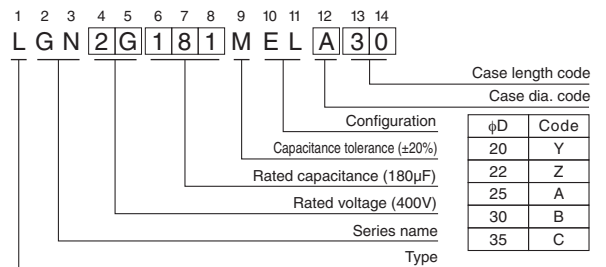 1 2 3 4 5 6 7 8 9 10 11 12 13 14
L G N 2 G 1 8 1 M E L A 3 0
Case length code
Case dia. code
Configuration
Capacitance tolerance (±20%)
Rated capacitance (180µF)
Rated voltage (400V)
Series name
Type
ϕD Code
20 Y
22 Z
25 A
30 B
35 C